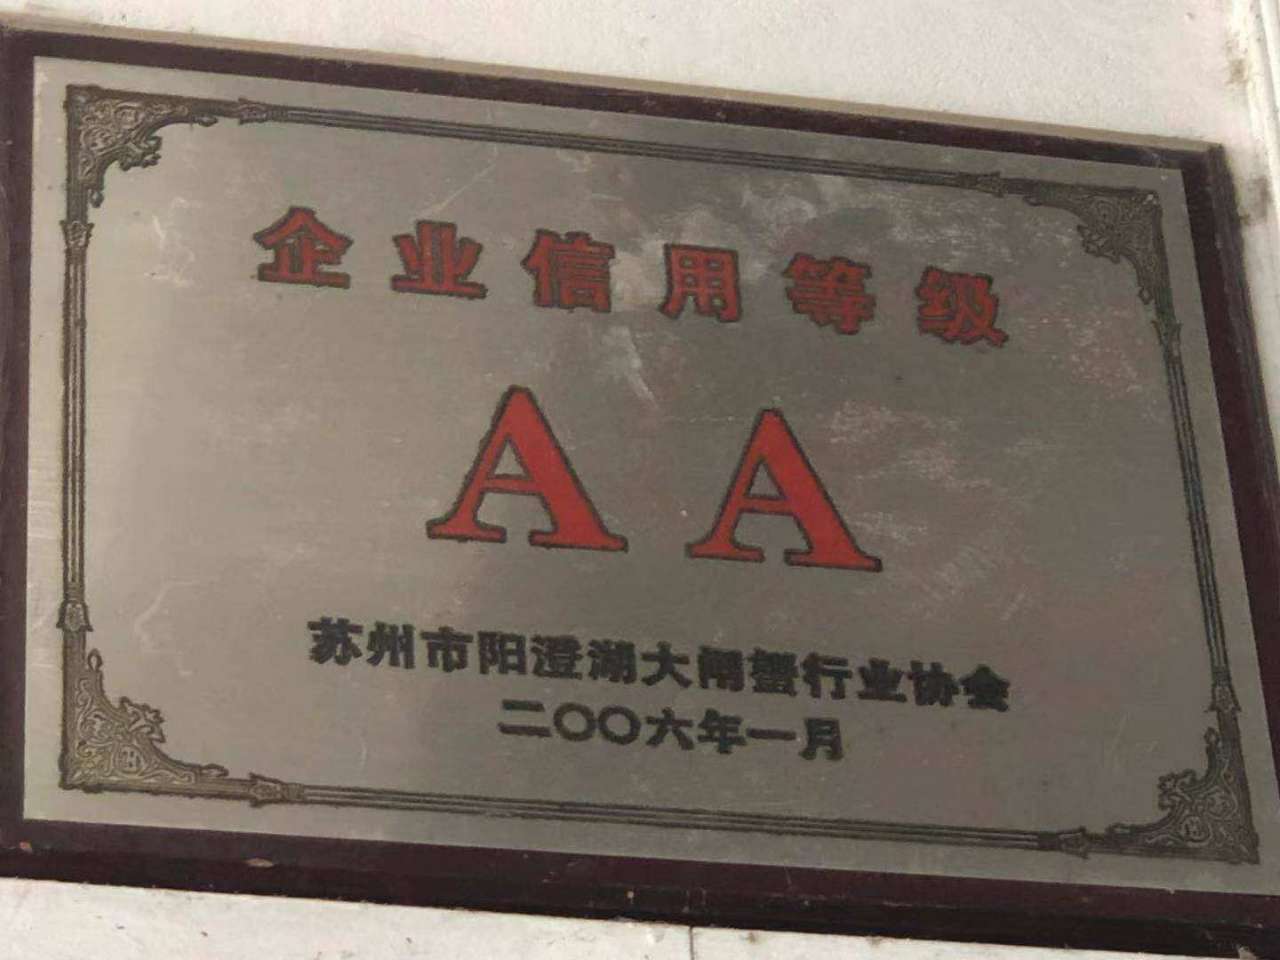 企业信用等级
AA
苏州市阳澄湖大闸蟹行业协会
二〇〇六年一月